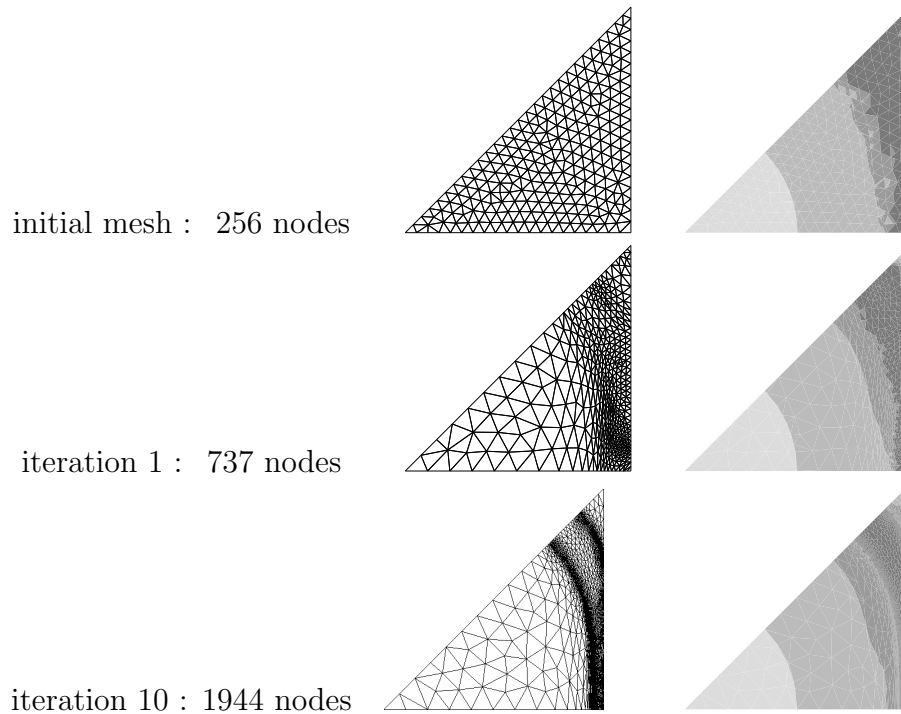 initial mesh : 256 nodes
iteration 1 : 737 nodes
iteration 10 : 1944 nodes